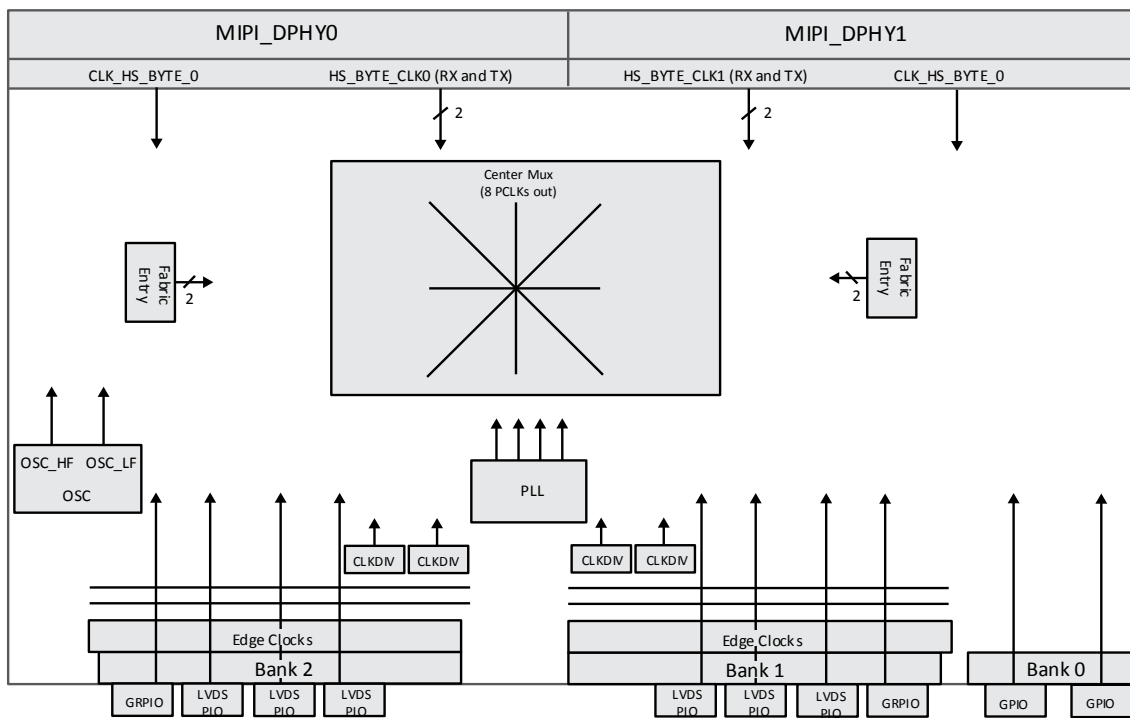 MIPI_DPHY0
MIPI_DPHY1
CLK_HS_BYTE_0
HS_BYTE_CLK0 (RX and TX)
HS_BYTE_CLK1 (RX and TX)
CLK_HS_BYTE_0
2
2
Center Mux
(8 PCLKs out)
Fabric
Entry
2
Fabric
Entry
2
OSC_HF
OSC_LF
OSC
PLL
CLKDIV
CLKDIV
CLKDIV
CLKDIV
Edge Clocks
Edge Clocks
Bank 2
Bank 1
Bank 0
GRPIO
LVDS
PIO
LVDS
PIO
LVDS
PIO
LVDS
PIO
LVDS
PIO
LVDS
PIO
GRPIO
GPIO
GPIO